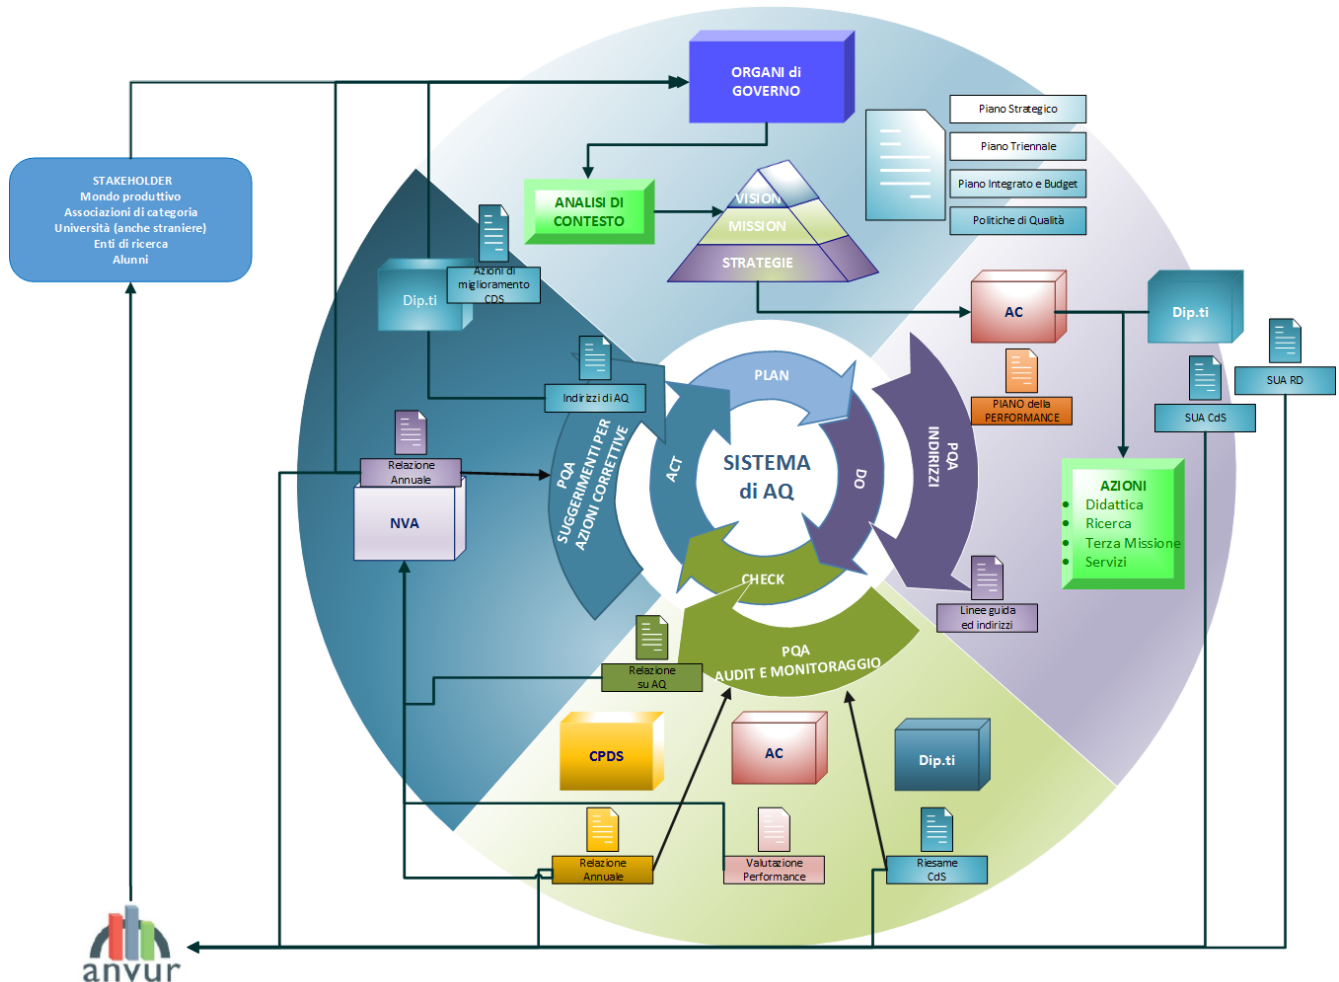 ORGANI di
GOVERNO
Piano Strategico
Piano Triennale
Piano Integrato e Budget
Politiche di Qualità
STAKEHOLDER
Mondo produttivo
Associazioni di categoria
Università (anche straniere)
Enti di ricerca
Alunni
ANALISI DI
CONTESTO
VISION
MISSION
STRATEGIE
Dip.ti
Azioni di
miglioramento
CDS
AC
Dip.ti
SUA RD
SUA CdS
PIANO della
PERFORMANCE
Indirizzi di AQ
PLAN
DO
CHECK
ACT
SISTEMA
di AQ
PQA
INDIRIZZI
PQA
SUGGERIMENTI PER
AZIONI CORRETTIVE
Relazione
Annuale
NVA
AZIONI
• Didattica
• Ricerca
• Terza Missione
• Servizi
Linee guida
ed indirizzi
PQA
AUDIT E MONITORAGGIO
Relazione
su AQ
CPDS
AC
Dip.ti
Relazione
Annuale
Valutazione
Performance
Riesame
CdS
anvur